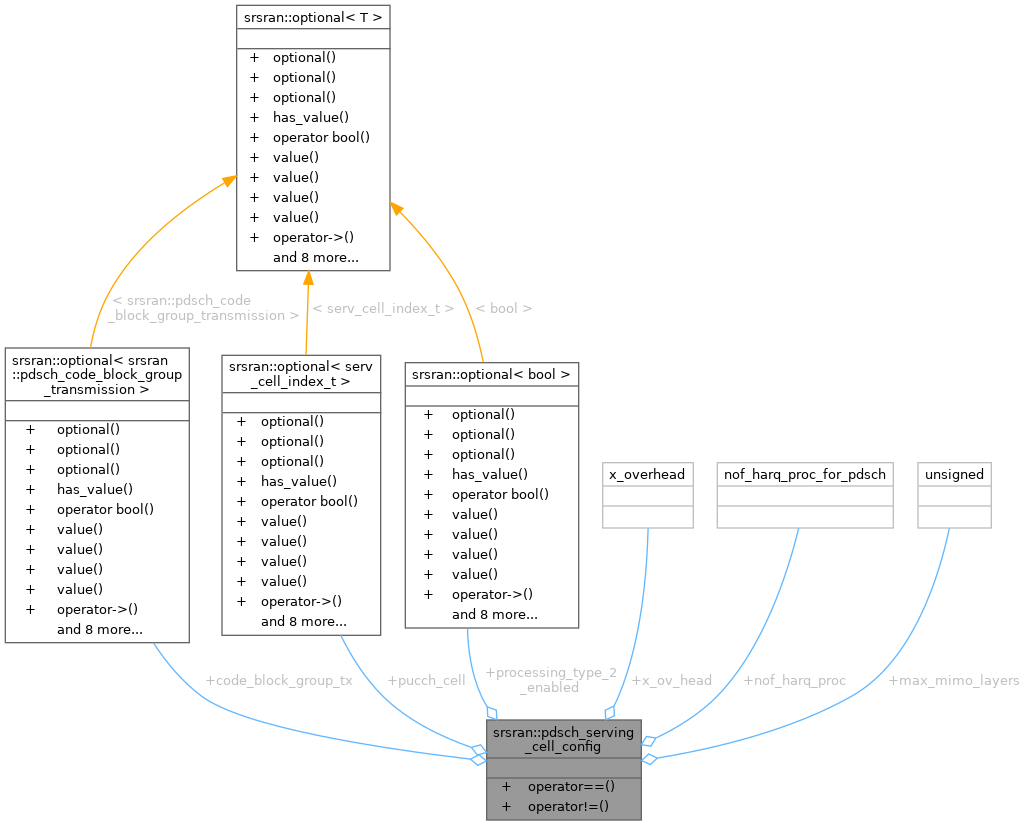 srsran::optional< T >
+ optional()
+ optional()
+ optional()
+ has_value()
+ operator bool()
+ value()
+ value()
+ value()
+ value()
+ operator->()
and 8 more...
< srsran::pdsch_code
_block_group_transmission >
< serv_cell_index_t >
< bool >
srsran::optional< srsran
::pdsch_code_block_group
_transmission >
+ optional()
+ optional()
+ optional()
+ has_value()
+ operator bool()
+ value()
+ value()
+ value()
+ value()
+ operator->()
and 8 more...
srsran::optional< serv
_cell_index_t >
+ optional()
+ optional()
+ optional()
+ has_value()
+ operator bool()
+ value()
+ value()
+ value()
+ value()
+ operator->()
and 8 more...
srsran::optional< bool >
+ optional()
+ optional()
+ optional()
+ has_value()
+ operator bool()
+ value()
+ value()
+ value()
+ value()
+ operator->()
and 8 more...
x_overhead
nof_harq_proc_for_pdsch
unsigned
+code_block_group_tx
+pucch_cell
+processing_type_2
_enabled
+x_ov_head
+nof_harq_proc
+max_mimo_layers
srsran::pdsch_serving
_cell_config
+ operator==()
+ operator!=()